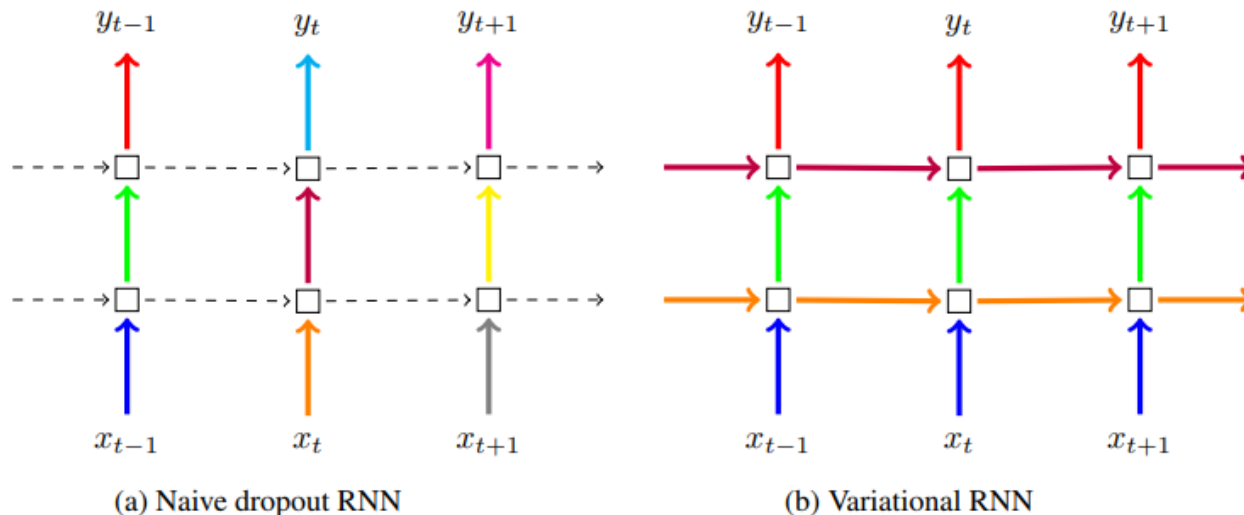 y_{t−1} y_t y_{t+1} y_{t−1} y_t y_{t+1}
x_{t−1} x_t x_{t+1} x_{t−1} x_t x_{t+1}
(a) Naive dropout RNN (b) Variational RNN